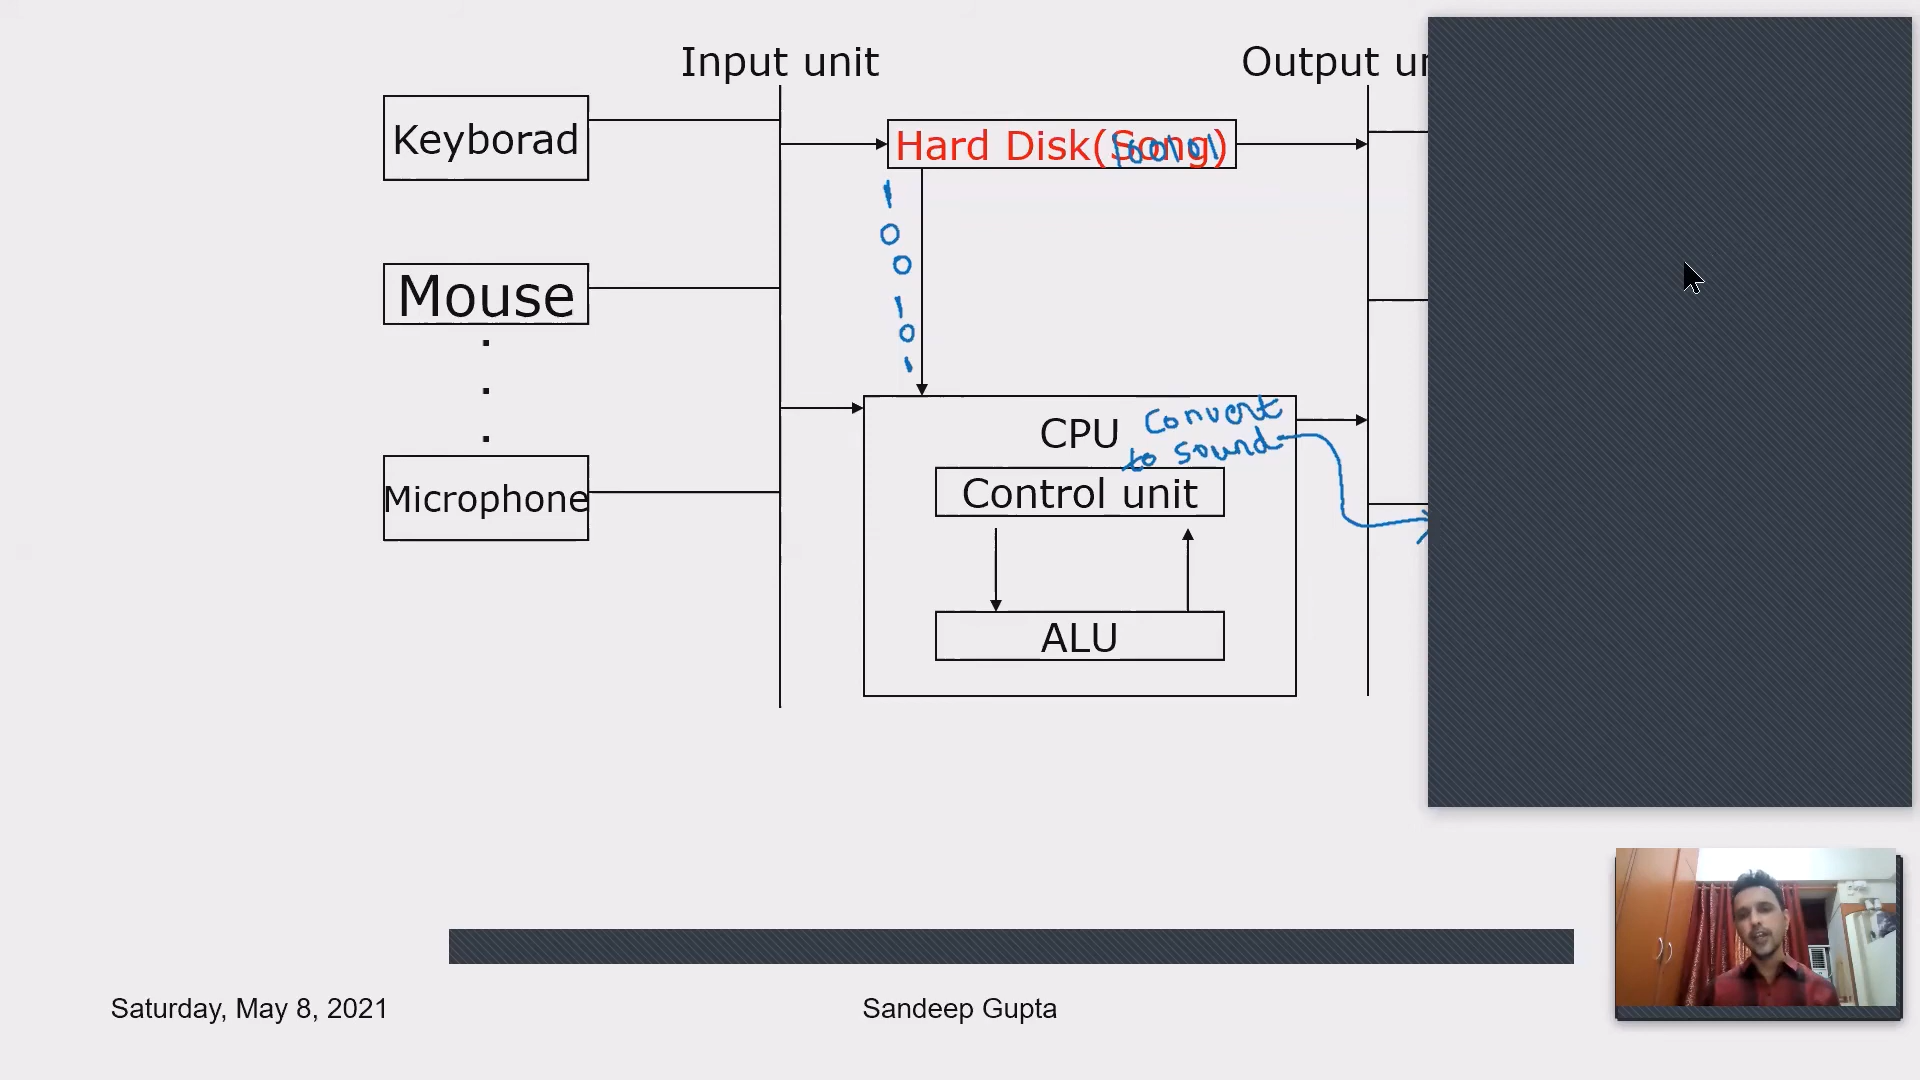 Input unit
Output
Keyborad
Hard Disk(Song)
100101
1
0
0
1
0
1
Mouse
.
.
.
Microphone
CPU
Convert
to sound
Control unit
ALU
Saturday, May 8, 2021
Sandeep Gupta